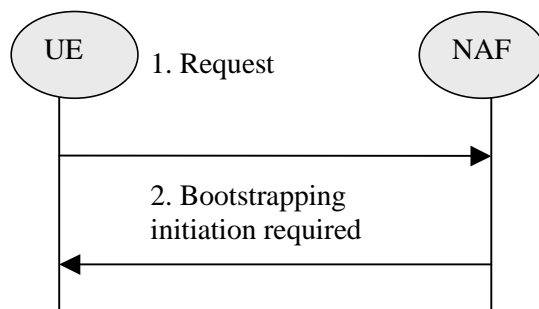 UE
NAF
1. Request
2. Bootstrapping
initiation required